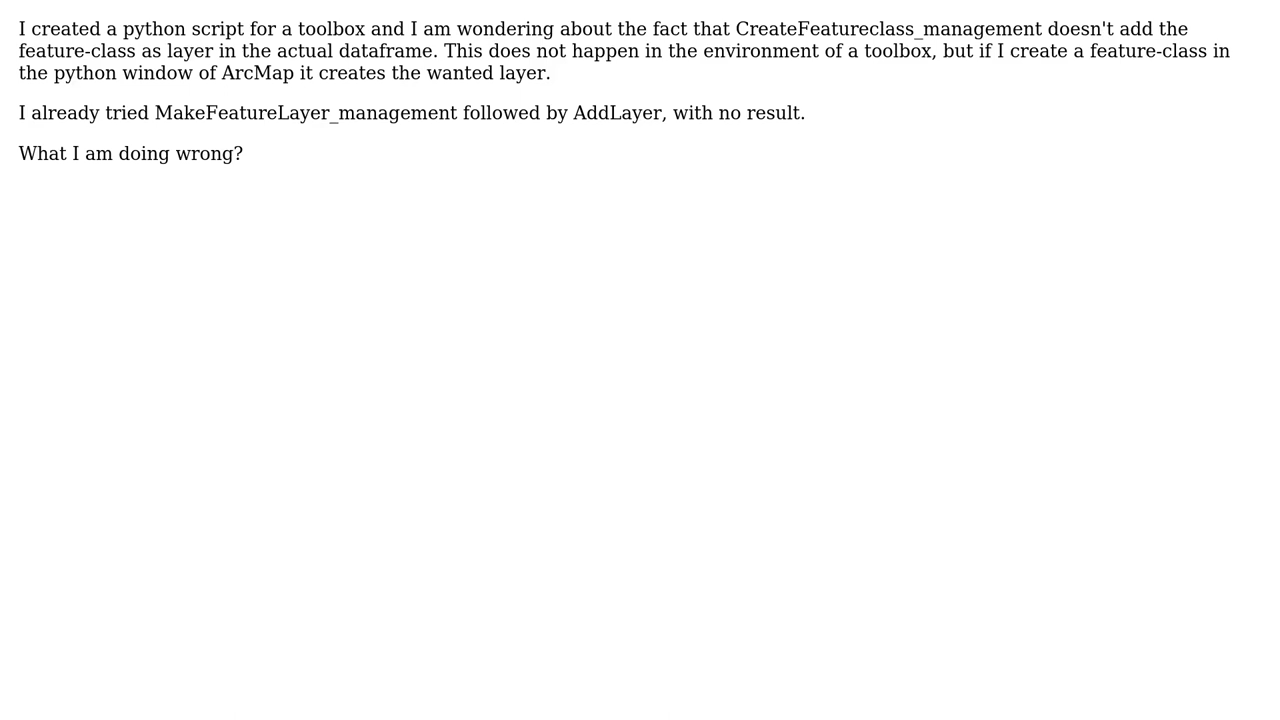 I created a python script for a toolbox and I am wondering about the fact that CreateFeatureclass_management doesn't add the
feature-class as layer in the actual dataframe. This does not happen in the environment of a toolbox, but if I create a feature-class in
the python window of ArcMap it creates the wanted layer.
I already tried MakeFeatureLayer_management followed by AddLayer, with no result.
What I am doing wrong?